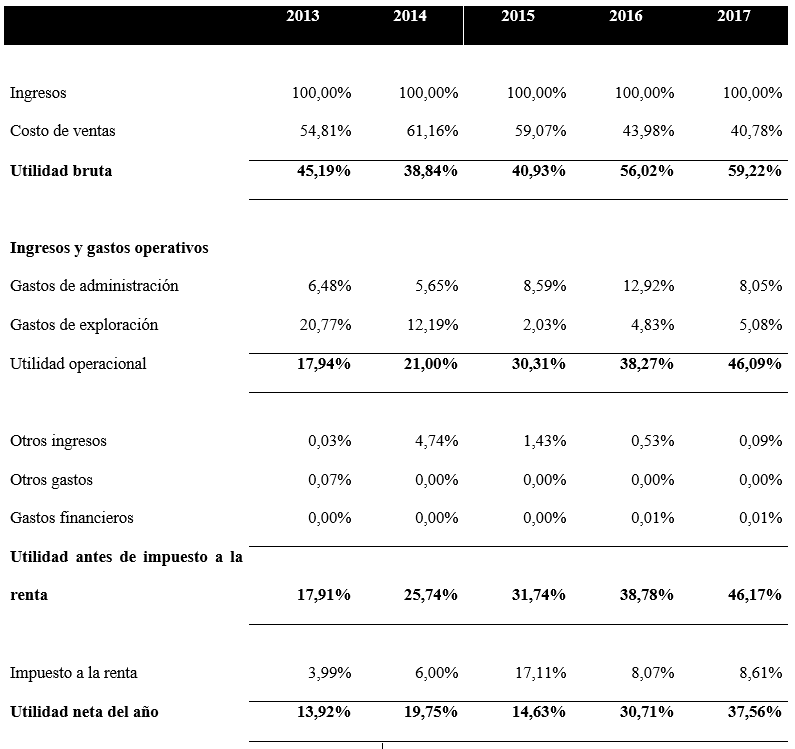 2013 2014 2015 2016 2017
Ingresos 100,00% 100,00% 100,00% 100,00% 100,00%
Costo de ventas 54,81% 61,16% 59,07% 43,98% 40,78%
Utilidad bruta 45,19% 38,84% 40,93% 56,02% 59,22%
Ingresos y gastos operativos
Gastos de administración 6,48% 5,65% 8,59% 12,92% 8,05%
Gastos de exploración 20,77% 12,19% 2,03% 4,83% 5,08%
Utilidad operacional 17,94% 21,00% 30,31% 38,27% 46,09%
Otros ingresos 0,03% 4,74% 1,43% 0,53% 0,09%
Otros gastos 0,07% 0,00% 0,00% 0,00% 0,00%
Gastos financieros 0,00% 0,00% 0,00% 0,01% 0,01%
Utilidad antes de impuesto a la
renta 17,91% 25,74% 31,74% 38,78% 46,17%
Impuesto a la renta 3,99% 6,00% 17,11% 8,07% 8,61%
Utilidad neta del año 13,92% 19,75% 14,63% 30,71% 37,56%